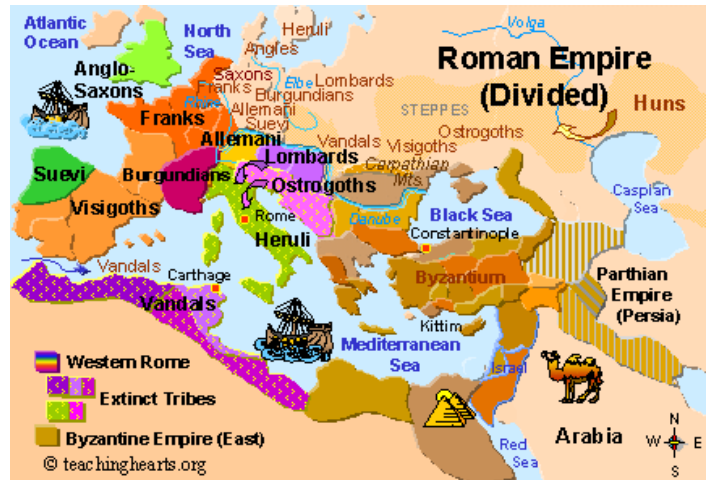 Atlantic
Ocean
North
Sea
Heruli
Angles
Volga
Roman Empire
(Divided)
Anglo-
Saxons
Saxons
Franks
Rhine
Elbe
Lombards
Burgundians
STEPPES
Huns
Franks
Allemani
Suevi
Allemani
Vandals
Ostrogoths
Visigoths
Suevi
Burgundians
Lombards
Carpathian
Mts.
Ostrogoths
Caspian
Sea
Visigoths
Rome
Danube
Black Sea
Constantinople
Heruli
Vandals
Carthage
Byzantium
Parthian
Empire
(Persia)
Vandals
Kittim
Mediterranean
Sea
Israel
Western Rome
Extinct Tribes
Byzantine Empire (East)
© teachinghearts.org
Arabia
Red
Sea
N
W
E
S